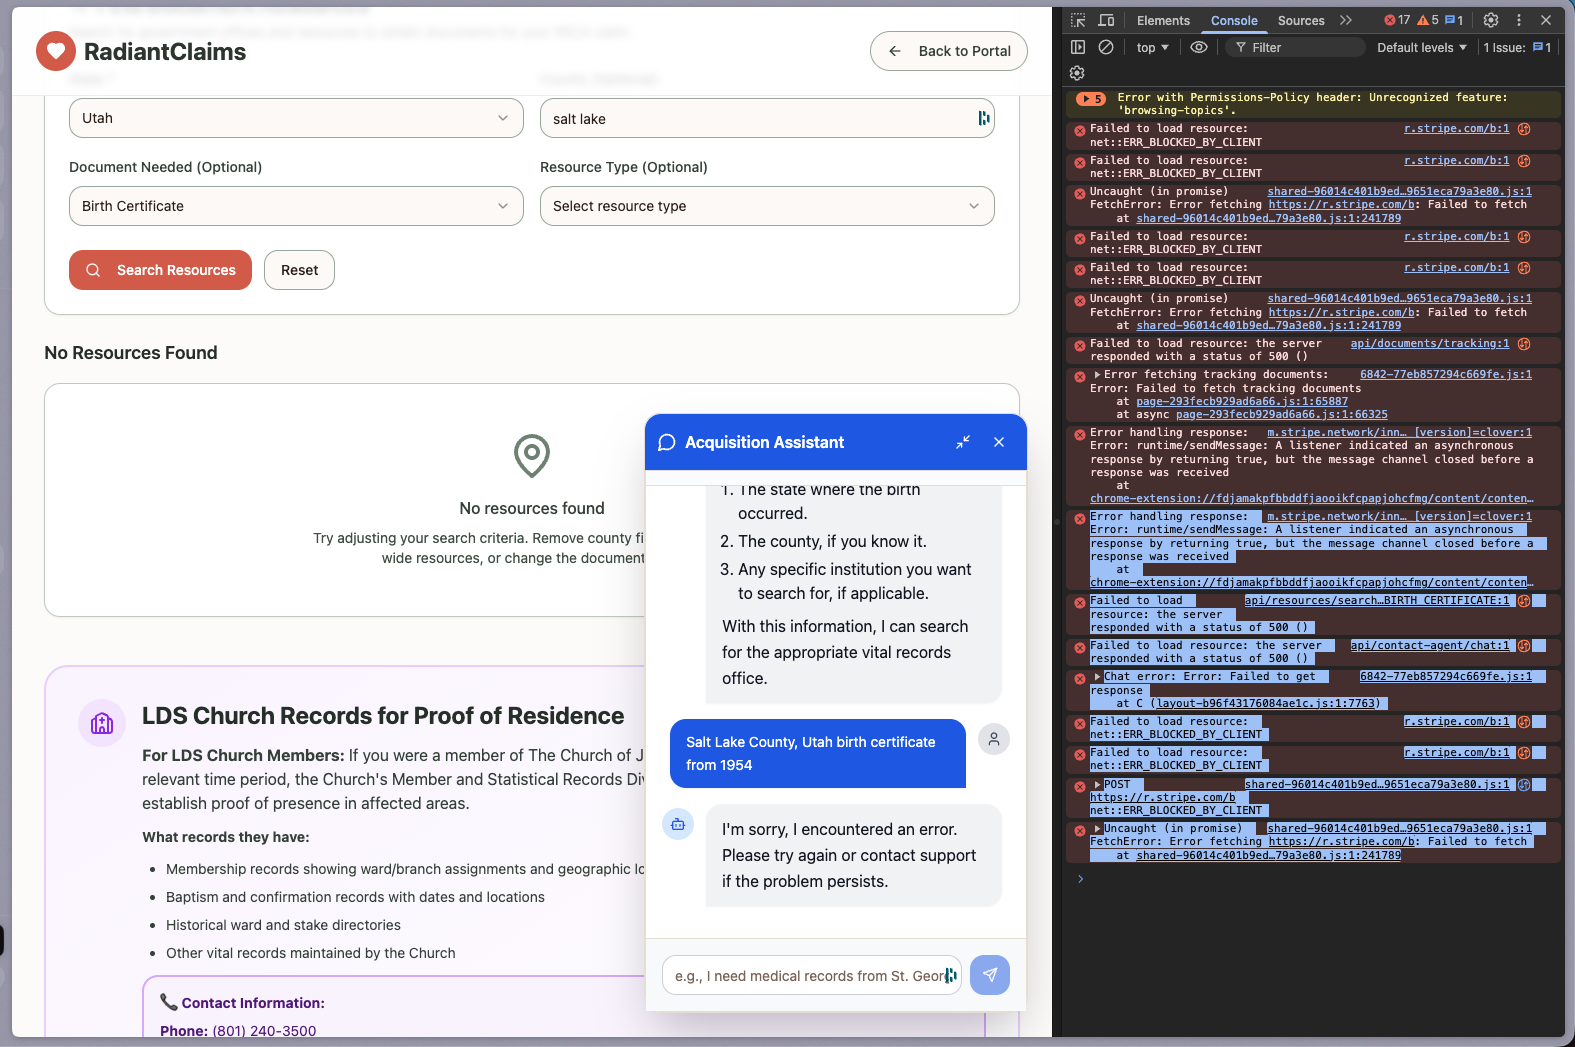 RadiantClaims
Back to Portal
Utah
salt lake
Document Needed (Optional)
Resource Type (Optional)
Birth Certificate
Select resource type
Search Resources
Reset
No Resources Found
No resources found
Try adjusting your search criteria. Remove county fi
wide resources, or change the document
LDS Church Records for Proof of Residence
For LDS Church Members: If you were a member of The Church of J
relevant time period, the Church's Member and Statistical Records Div
establish proof of presence in affected areas.
What records they have:
• Membership records showing ward/branch assignments and geographic lo
• Baptism and confirmation records with dates and locations
• Historical ward and stake directories
• Other vital records maintained by the Church
Contact Information:
Phone: (801) 240-3500
Acquisition Assistant
1. The state where the birth
occurred.
2. The county, if you know it.
3. Any specific institution you want
to search for, if applicable.
With this information, I can search
for the appropriate vital records
office.
Salt Lake County, Utah birth certificate
from 1954
I'm sorry, I encountered an error.
Please try again or contact support
if the problem persists.
e.g., I need medical records from St. Geor
Elements Console Sources 17 5 1
top Filter Default levels 1 Issue: 1
5 Error with Permissions-Policy header: Unrecognized feature:
'browsing-topics'.
Failed to load resource: r.stripe.com/b:1
net::ERR_BLOCKED_BY_CLIENT
Failed to load resource: r.stripe.com/b:1
net::ERR_BLOCKED_BY_CLIENT
Uncaught (in promise) shared-96014c401b9ed…9651eca79a3e80.js:1
FetchError: Error fetching https://r.stripe.com/b: Failed to fetch
at shared-96014c401b9ed…79a3e80.js:1:241789
Failed to load resource: r.stripe.com/b:1
net::ERR_BLOCKED_BY_CLIENT
Failed to load resource: r.stripe.com/b:1
net::ERR_BLOCKED_BY_CLIENT
Uncaught (in promise) shared-96014c401b9ed…9651eca79a3e80.js:1
FetchError: Error fetching https://r.stripe.com/b: Failed to fetch
at shared-96014c401b9ed…79a3e80.js:1:241789
Failed to load resource: the server api/documents/tracking:1
responded with a status of 500 ()
Error fetching tracking documents: 6842-77eb857294c669fe.js:1
Error: Failed to fetch tracking documents
at page-293fecb929ad6a66.js:1:65887
at async page-293fecb929ad6a66.js:1:66325
Error handling response: m.stripe.network/inn… [version]=clover:1
Error: runtime/sendMessage: A listener indicated an asynchronous
response by returning true, but the message channel closed before a
response was received
at
chrome-extension://fdjamakpfbbddfjaooikfcpapjohcfmg/content/conten…
Error handling response: m.stripe.network/inn… [version]=clover:1
Error: runtime/sendMessage: A listener indicated an asynchronous
response by returning true, but the message channel closed before a
response was received
at
chrome-extension://fdjamakpfbbddfjaooikfcpapjohcfmg/content/conten…
Failed to load api/resources/search…BIRTH_CERTIFICATE:1
resource: the server
responded with a status of 500 ()
Failed to load resource: the server api/contact-agent/chat:1
responded with a status of 500 ()
Chat error: Error: Failed to get 6842-77eb857294c669fe.js:1
response
at C (layout-b96f43176084ae1c.js:1:7763)
Failed to load resource: r.stripe.com/b:1
net::ERR_BLOCKED_BY_CLIENT
Failed to load resource: r.stripe.com/b:1
net::ERR_BLOCKED_BY_CLIENT
POST shared-96014c401b9ed…9651eca79a3e80.js:1
https://r.stripe.com/b
net::ERR_BLOCKED_BY_CLIENT
Uncaught (in promise) shared-96014c401b9ed…9651eca79a3e80.js:1
FetchError: Error fetching https://r.stripe.com/b: Failed to fetch
at shared-96014c401b9ed…79a3e80.js:1:241789